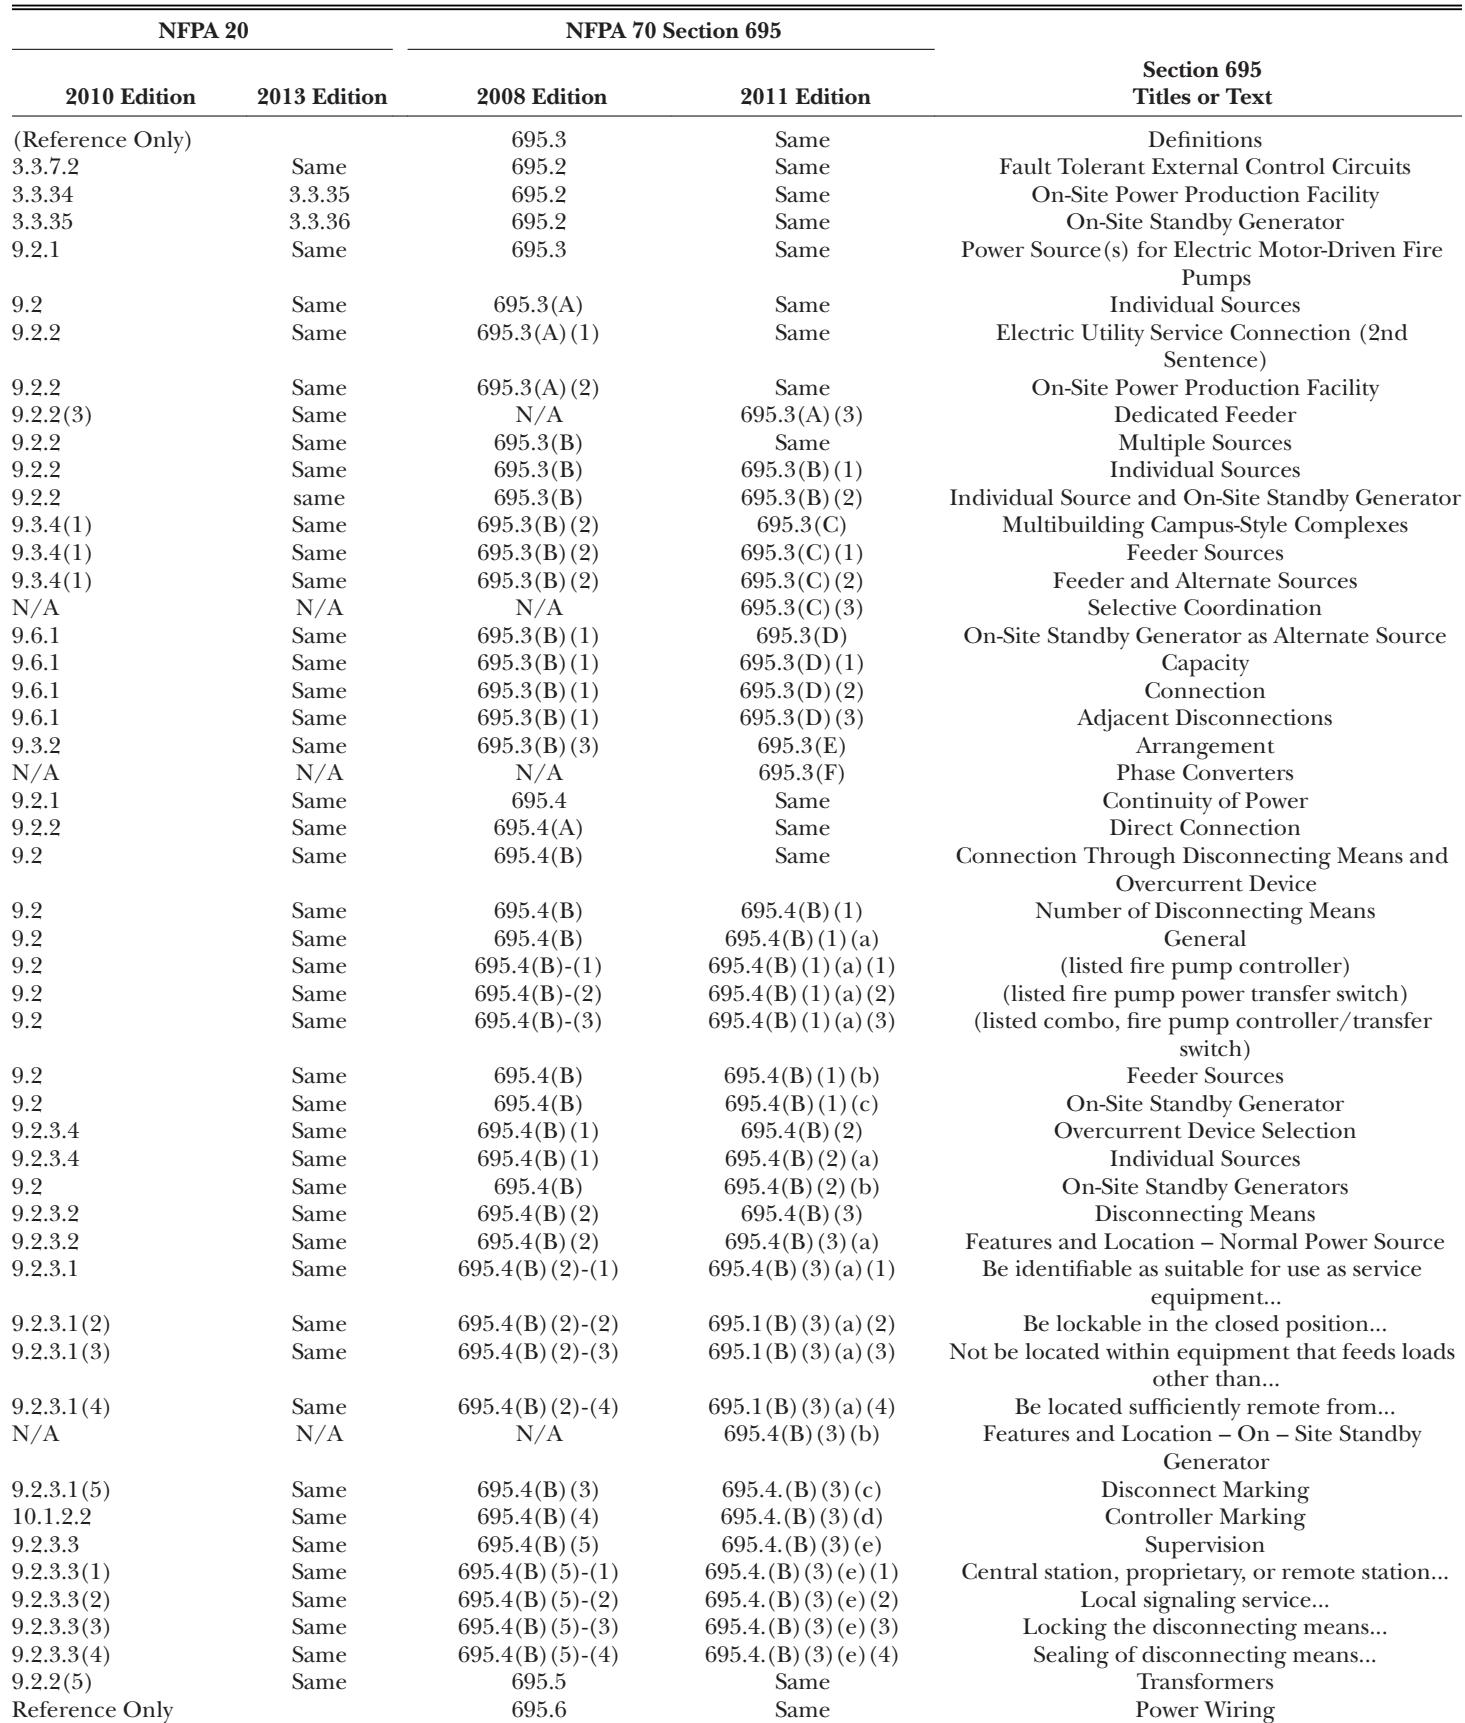 NFPA 20 NFPA 70 Section 695
Section 695
2010 Edition 2013 Edition 2008 Edition 2011 Edition Titles or Text
(Reference Only) 695.3 Same Definitions
3.3.7.2 Same 695.2 Same Fault Tolerant External Control Circuits
3.3.34 3.3.35 695.2 Same On-Site Power Production Facility
3.3.35 3.3.36 695.2 Same On-Site Standby Generator
9.2.1 Same 695.3 Same Power Source(s) for Electric Motor-Driven Fire
Pumps
9.2 Same 695.3(A) Same Individual Sources
9.2.2 Same 695.3(A)(1) Same Electric Utility Service Connection (2nd
Sentence)
9.2.2 Same 695.3(A)(2) Same On-Site Power Production Facility
9.2.2(3) Same N/A 695.3(A)(3) Dedicated Feeder
9.2.2 Same 695.3(B) Same Multiple Sources
9.2.2 Same 695.3(B) 695.3(B)(1) Individual Sources
9.2.2 same 695.3(B) 695.3(B)(2) Individual Source and On-Site Standby Generator
9.3.4(1) Same 695.3(B)(2) 695.3(C) Multibuilding Campus-Style Complexes
9.3.4(1) Same 695.3(B)(2) 695.3(C)(1) Feeder Sources
9.3.4(1) Same 695.3(B)(2) 695.3(C)(2) Feeder and Alternate Sources
N/A N/A N/A 695.3(C)(3) Selective Coordination
9.6.1 Same 695.3(B)(1) 695.3(D) On-Site Standby Generator as Alternate Source
9.6.1 Same 695.3(B)(1) 695.3(D)(1) Capacity
9.6.1 Same 695.3(B)(1) 695.3(D)(2) Connection
9.6.1 Same 695.3(B)(1) 695.3(D)(3) Adjacent Disconnections
9.3.2 Same 695.3(B)(3) 695.3(E) Arrangement
N/A N/A N/A 695.3(F) Phase Converters
9.2.1 Same 695.4 Same Continuity of Power
9.2.2 Same 695.4(A) Same Direct Connection
9.2 Same 695.4(B) Same Connection Through Disconnecting Means and
Overcurrent Device
9.2 Same 695.4(B) 695.4(B)(1) Number of Disconnecting Means
9.2 Same 695.4(B) 695.4(B)(1)(a) General
9.2 Same 695.4(B)-(1) 695.4(B)(1)(a)(1) (listed fire pump controller)
9.2 Same 695.4(B)-(2) 695.4(B)(1)(a)(2) (listed fire pump power transfer switch)
9.2 Same 695.4(B)-(3) 695.4(B)(1)(a)(3) (listed combo, fire pump controller/transfer
switch)
9.2 Same 695.4(B) 695.4(B)(1)(b) Feeder Sources
9.2 Same 695.4(B) 695.4(B)(1)(c) On-Site Standby Generator
9.2.3.4 Same 695.4(B)(1) 695.4(B)(2) Overcurrent Device Selection
9.2.3.4 Same 695.4(B)(1) 695.4(B)(2)(a) Individual Sources
9.2 Same 695.4(B) 695.4(B)(2)(b) On-Site Standby Generators
9.2.3.2 Same 695.4(B)(2) 695.4(B)(3) Disconnecting Means
9.2.3.2 Same 695.4(B)(2) 695.4(B)(3)(a) Features and Location – Normal Power Source
9.2.3.1 Same 695.4(B)(2)-(1) 695.4(B)(3)(a)(1) Be identifiable as suitable for use as service
equipment...
9.2.3.1(2) Same 695.4(B)(2)-(2) 695.1(B)(3)(a)(2) Be lockable in the closed position...
9.2.3.1(3) Same 695.4(B)(2)-(3) 695.1(B)(3)(a)(3) Not be located within equipment that feeds loads
other than...
9.2.3.1(4) Same 695.4(B)(2)-(4) 695.1(B)(3)(a)(4) Be located sufficiently remote from...
N/A N/A N/A 695.4(B)(3)(b) Features and Location – On – Site Standby
Generator
9.2.3.1(5) Same 695.4(B)(3) 695.4.(B)(3)(c) Disconnect Marking
10.1.2.2 Same 695.4(B)(4) 695.4.(B)(3)(d) Controller Marking
9.2.3.3 Same 695.4(B)(5) 695.4.(B)(3)(e) Supervision
9.2.3.3(1) Same 695.4(B)(5)-(1) 695.4.(B)(3)(e)(1) Central station, proprietary, or remote station...
9.2.3.3(2) Same 695.4(B)(5)-(2) 695.4.(B)(3)(e)(2) Local signaling service...
9.2.3.3(3) Same 695.4(B)(5)-(3) 695.4.(B)(3)(e)(3) Locking the disconnecting means...
9.2.3.3(4) Same 695.4(B)(5)-(4) 695.4.(B)(3)(e)(4) Sealing of disconnecting means...
9.2.2(5) Same 695.5 Same Transformers
Reference Only 695.6 Same Power Wiring